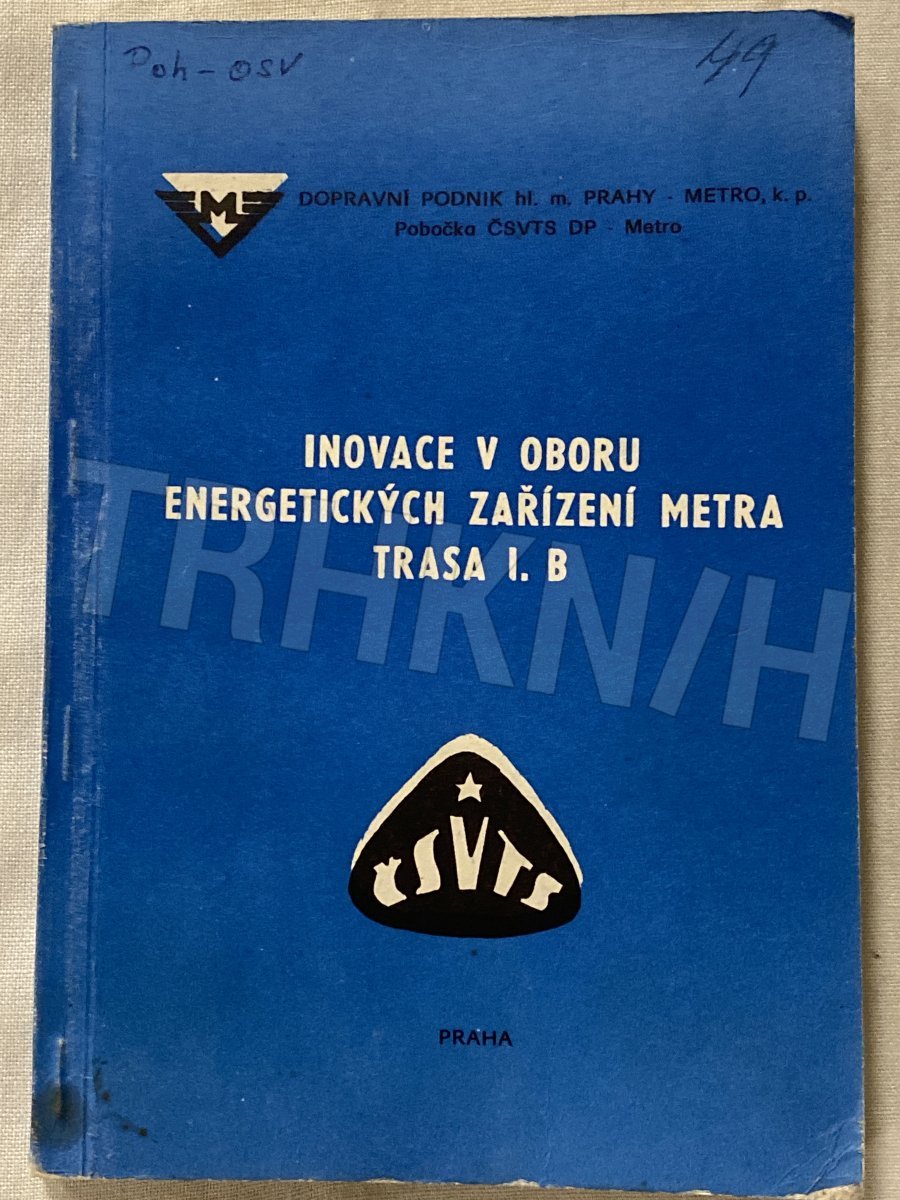 Poh - OSV
49
M
DOPRAVNÍ PODNIK hl. m. PRAHY - METRO, k. p.
Pobočka ČSVTS DP - Metro
INOVACE V OBORU
ENERGETICKÝCH ZAŘÍZENÍ METRA
TRASA I. B
TRHKN/H
ČSVTS
PRAHA